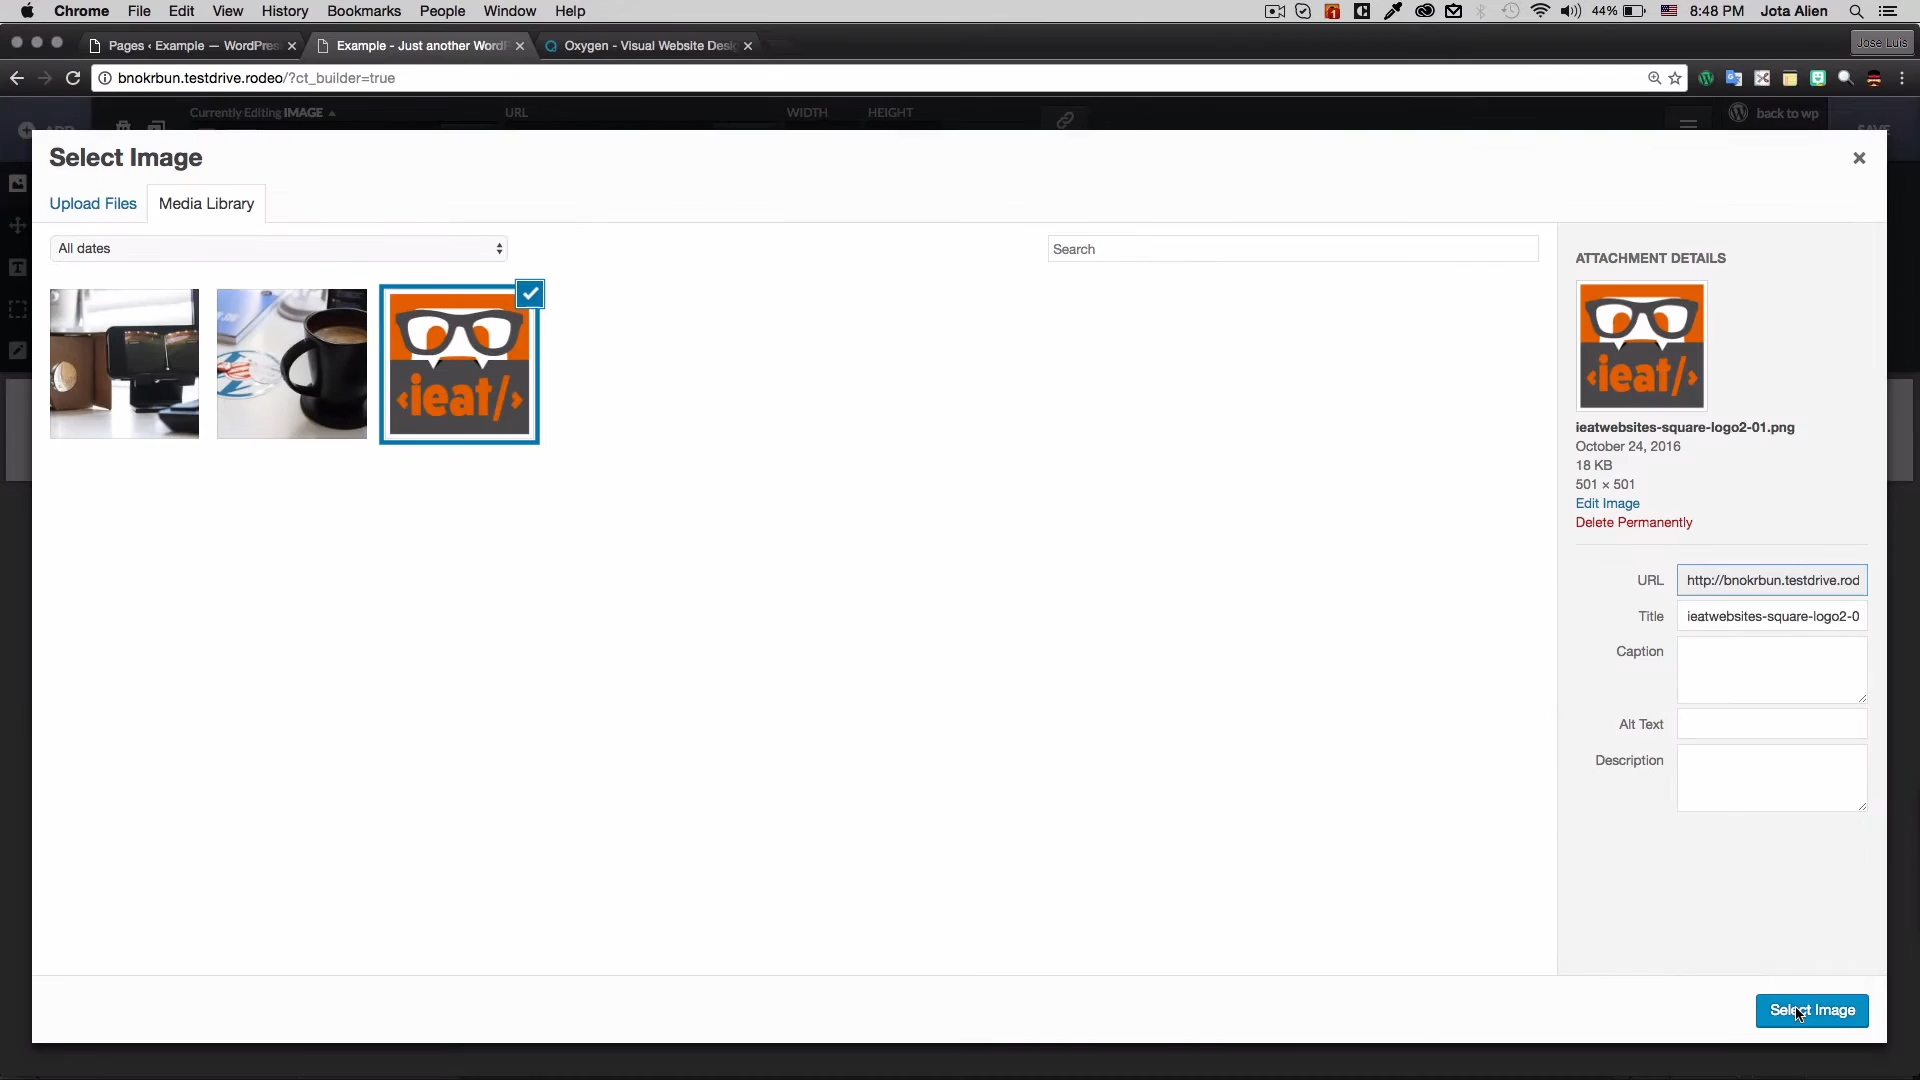 Chrome File Edit View History Bookmarks People Window Help 44% 8:48 PM Jota Alien
Pages ‹ Example — WordPres Example - Just another WordP Oxygen - Visual Website Desi Jose Luis
bnokrbun.testdrive.rodeo/?ct_builder=true
Currently Editing IMAGE URL WIDTH HEIGHT back to wp
ADD SAVE
Select Image
Upload Files Media Library
All dates Search
ATTACHMENT DETAILS
<ieat/>
<ieat/>
ieatwebsites-square-logo2-01.png
October 24, 2016
18 KB
501 × 501
Edit Image
Delete Permanently
URL http://bnokrbun.testdrive.rod
Title ieatwebsites-square-logo2-0
Caption
Alt Text
Description
Select Image